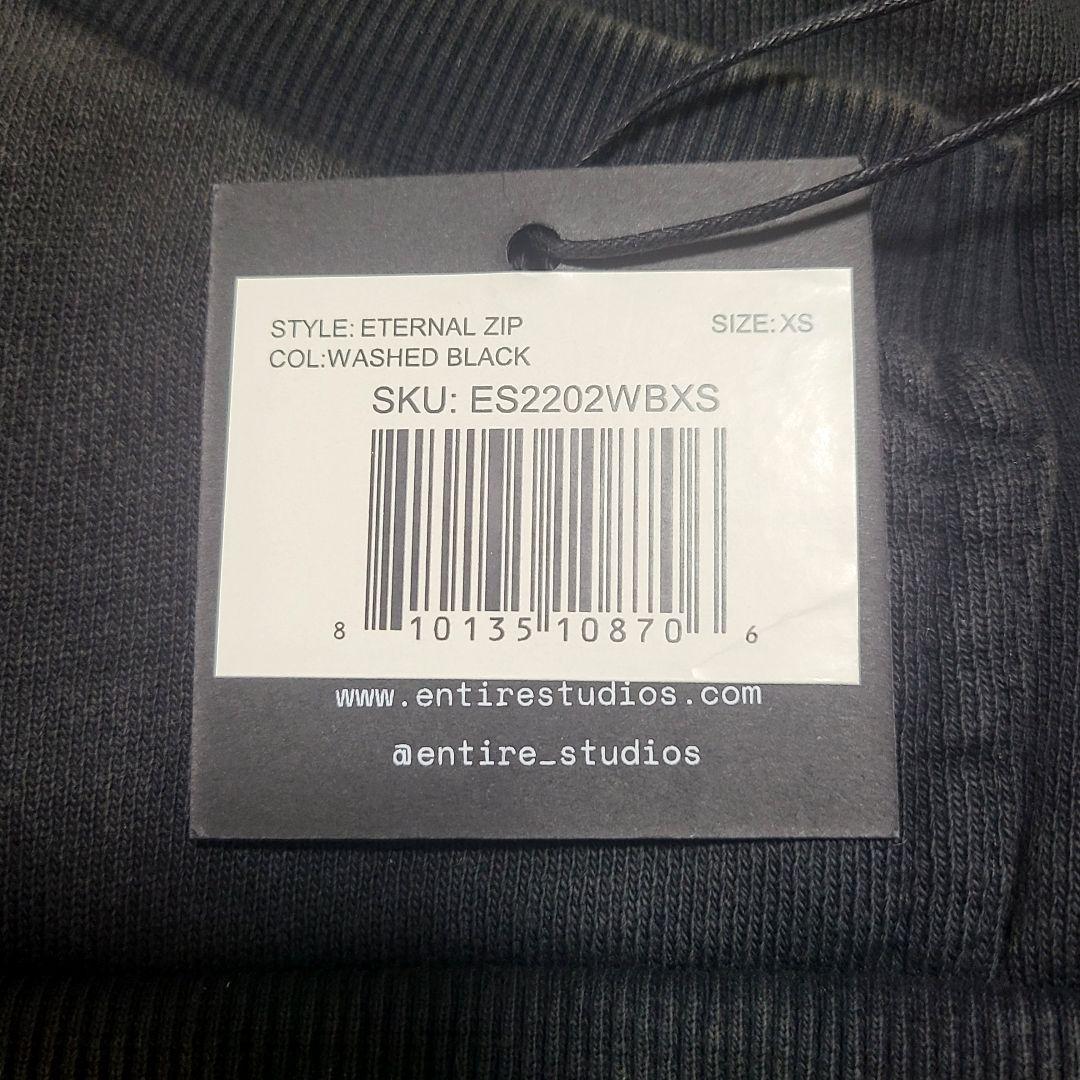 STYLE: ETERNAL ZIP
SIZE: XS
COL:WASHED BLACK
SKU: ES2202WBXS
8 10135 10870 6
www.entirestudios.com
@entire_studios